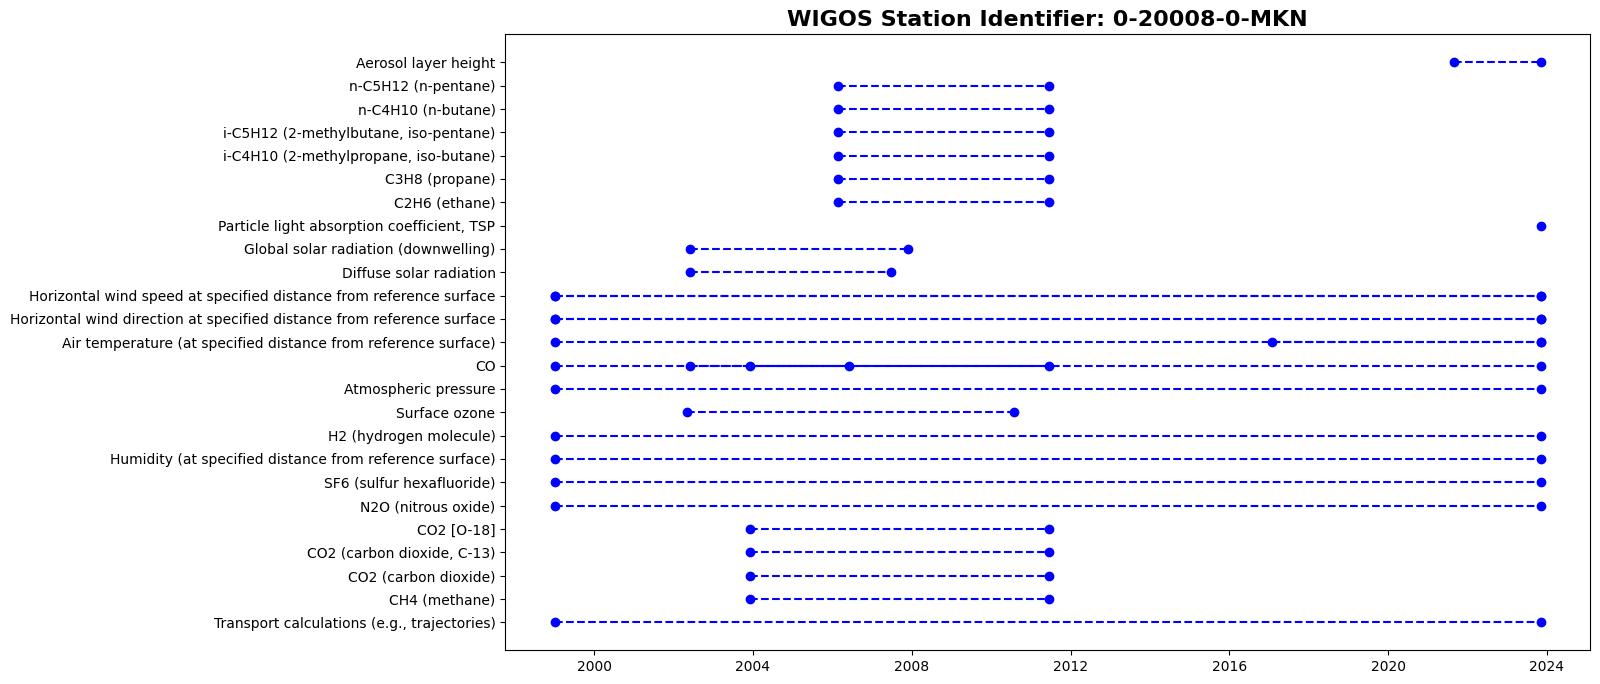 WIGOS Station Identifier: 0-20008-0-MKN
Aerosol layer height
n-C5H12 (n-pentane)
n-C4H10 (n-butane)
i-C5H12 (2-methylbutane, iso-pentane)
i-C4H10 (2-methylpropane, iso-butane)
C3H8 (propane)
C2H6 (ethane)
Particle light absorption coefficient, TSP
Global solar radiation (downwelling)
Diffuse solar radiation
Horizontal wind speed at specified distance from reference surface
Horizontal wind direction at specified distance from reference surface
Air temperature (at specified distance from reference surface)
CO
Atmospheric pressure
Surface ozone
H2 (hydrogen molecule)
Humidity (at specified distance from reference surface)
SF6 (sulfur hexafluoride)
N2O (nitrous oxide)
CO2 [O-18]
CO2 (carbon dioxide, C-13)
CO2 (carbon dioxide)
CH4 (methane)
Transport calculations (e.g., trajectories)
2000 2004 2008 2012 2016 2020 2024